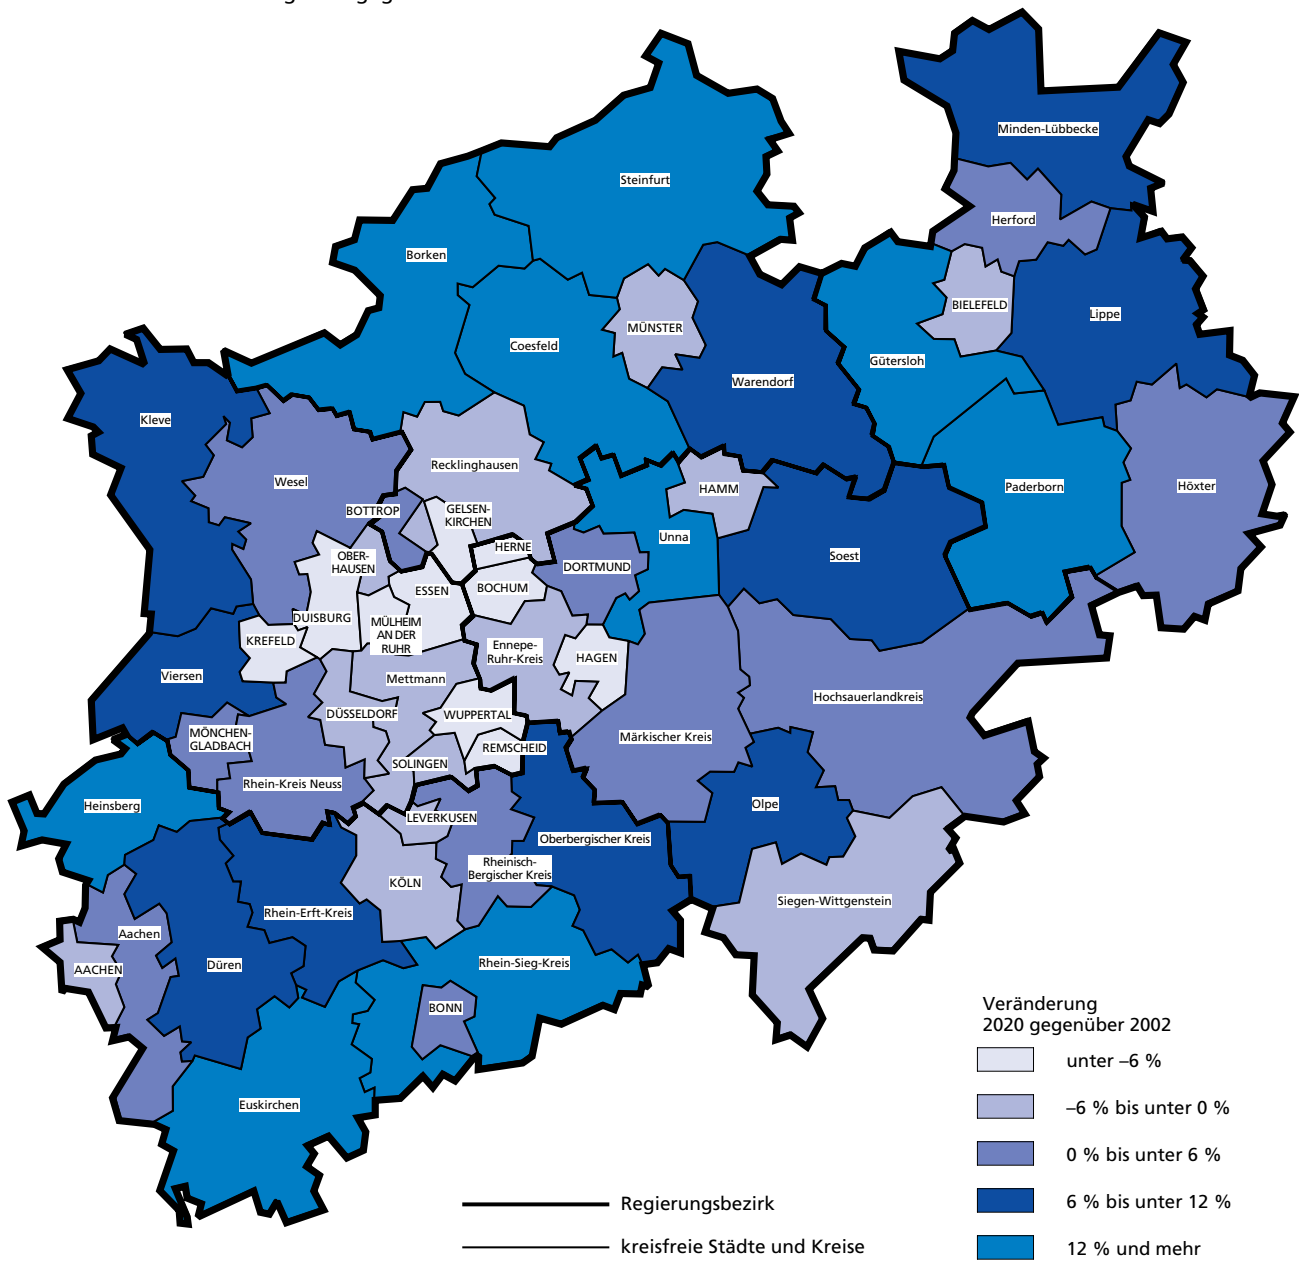 Minden-Lübbecke
Steinfurt
Herford
Borken
BIELEFELD
Lippe
MÜNSTER
Coesfeld
Gütersloh
Warendorf
Kleve
Recklinghausen
Wesel
HAMM
Paderborn
Höxter
BOTTROP
GELSEN-
KIRCHEN
Unna
HERNE
Soest
OBER-
HAUSEN
DORTMUND
ESSEN
BOCHUM
DUISBURG
MÜLHEIM
AN DER
RUHR
KREFELD
Ennepe-
Ruhr-Kreis
HAGEN
Viersen
Mettmann
Hochsauerlandkreis
DÜSSELDORF
WUPPERTAL
MÖNCHEN-
GLADBACH
Märkischer Kreis
REMSCHEID
SOLINGEN
Rhein-Kreis Neuss
Heinsberg
Olpe
LEVERKUSEN
Oberbergischer Kreis
Rheinisch-
Bergischer Kreis
KÖLN
Siegen-Wittgenstein
Rhein-Erft-Kreis
Aachen
Düren
Rhein-Sieg-Kreis
AACHEN
BONN
Euskirchen
Veränderung
2020 gegenüber 2002
unter –6 %
–6 % bis unter 0 %
0 % bis unter 6 %
6 % bis unter 12 %
12 % und mehr
Regierungsbezirk
kreisfreie Städte und Kreise